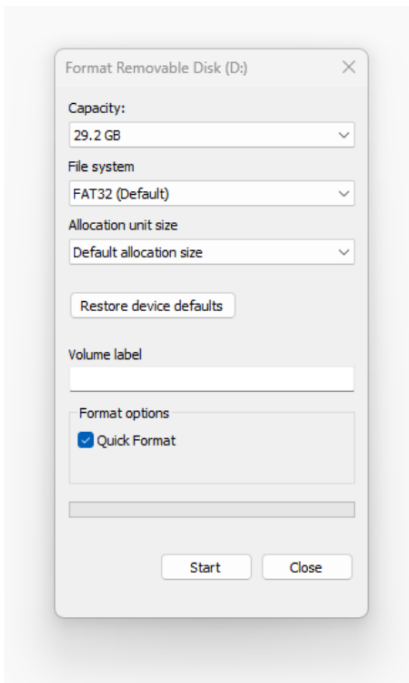 Format Removable Disk (D:)
Capacity:
29.2 GB
File system
FAT32 (Default)
Allocation unit size
Default allocation size
Restore device defaults
Volume label
Format options
Quick Format
Start Close